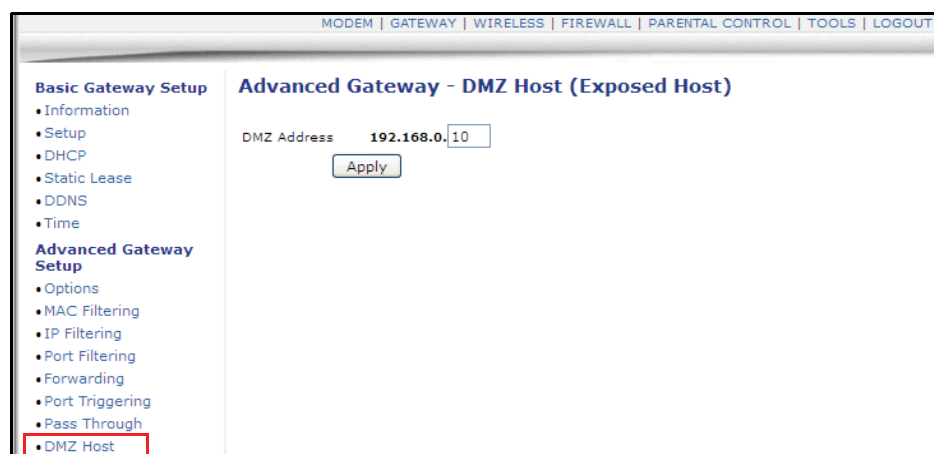 MODEM | GATEWAY | WIRELESS | FIREWALL | PARENTAL CONTROL | TOOLS | LOGOUT
Basic Gateway Setup
• Information
• Setup
• DHCP
• Static Lease
• DDNS
• Time
Advanced Gateway
Setup
• Options
• MAC Filtering
• IP Filtering
• Port Filtering
• Forwarding
• Port Triggering
• Pass Through
• DMZ Host
Advanced Gateway - DMZ Host (Exposed Host)
DMZ Address 192.168.0. 10
Apply